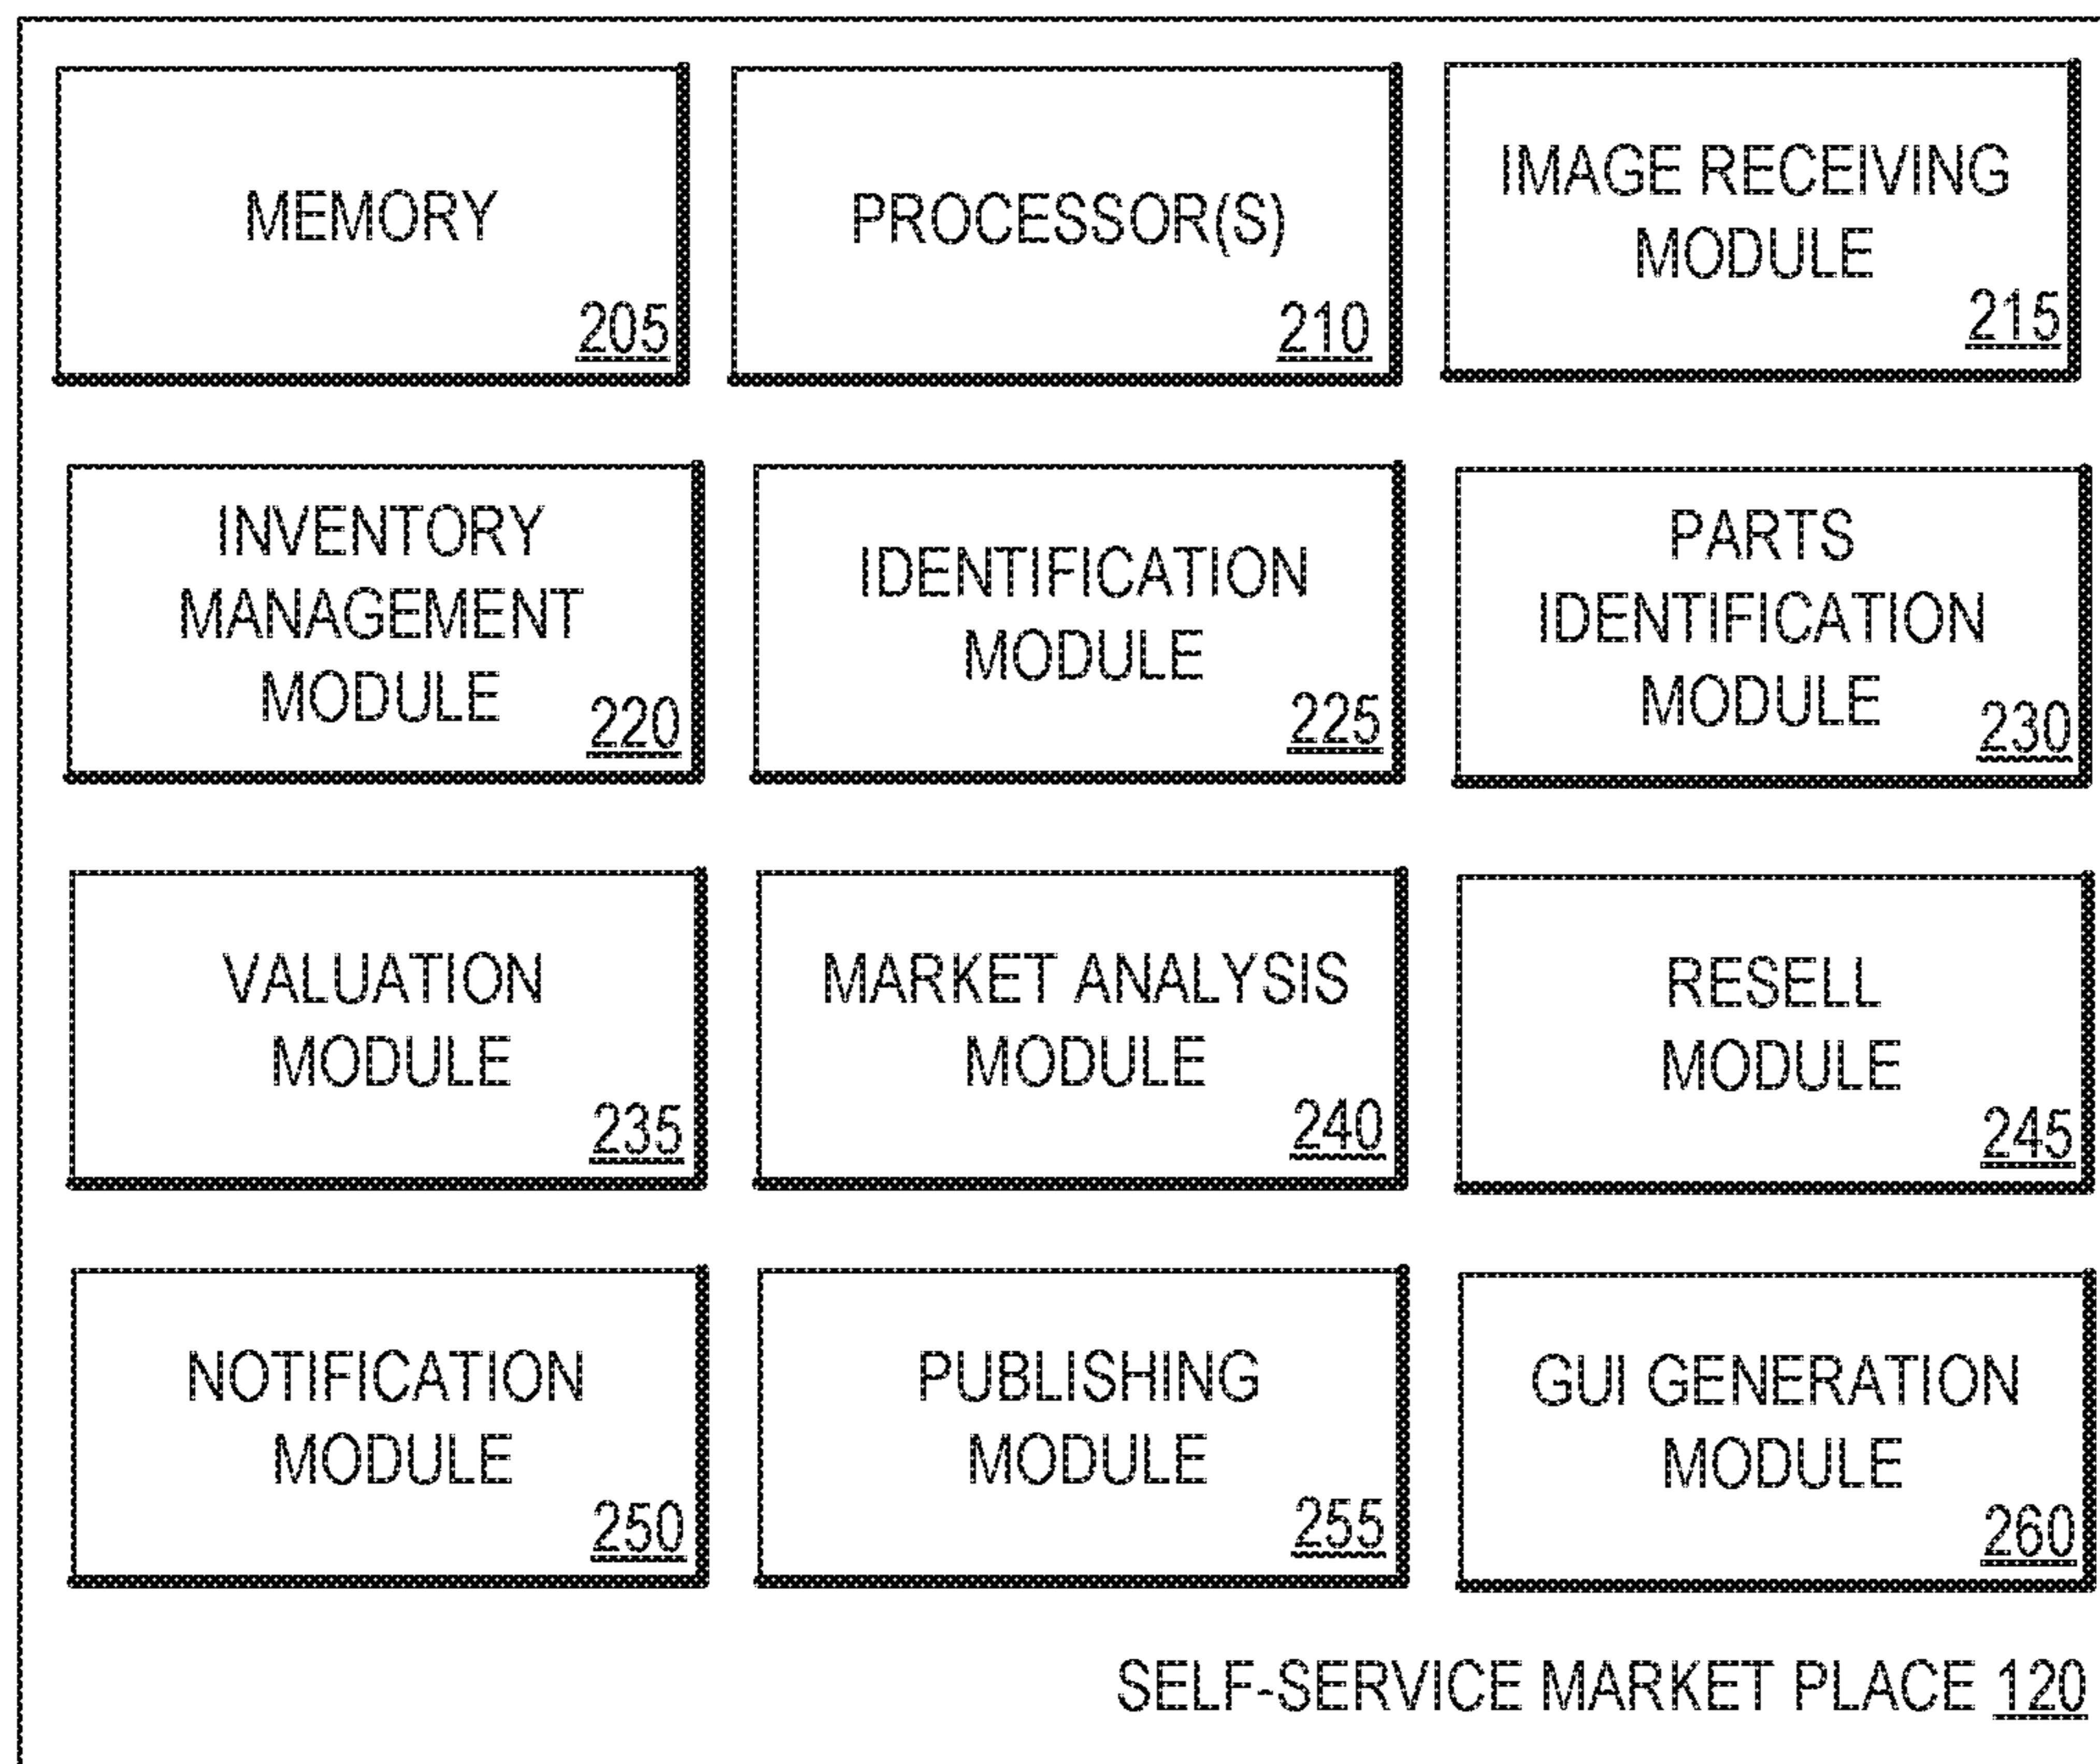 MEMORY
205
PROCESSOR(S)
210
IMAGE RECEIVING
MODULE
215
INVENTORY
MANAGEMENT
MODULE
220
IDENTIFICATION
MODULE
225
PARTS
IDENTIFICATION
MODULE
230
VALUATION
MODULE
235
MARKET ANALYSIS
MODULE
240
RESELL
MODULE
245
NOTIFICATION
MODULE
250
PUBLISHING
MODULE
255
GUI GENERATION
MODULE
260
SELF-SERVICE MARKET PLACE 120